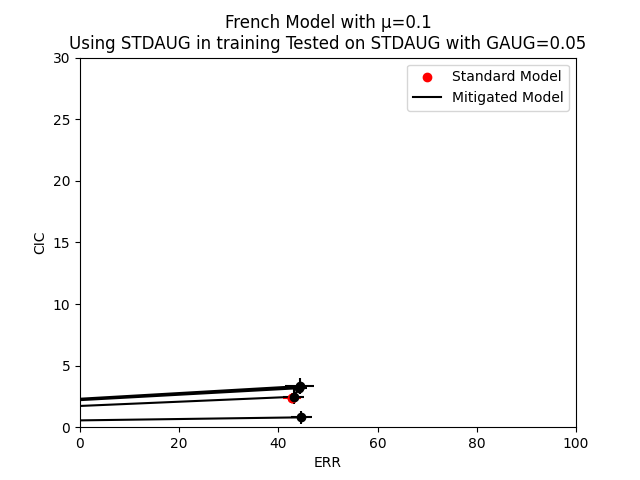 French Model with μ=0.1
Using STDAUG in training Tested on STDAUG with GAUG=0.05
30
25
20
15
10
5
0
CIC
Standard Model
Mitigated Model
0 20 40 60 80 100
ERR